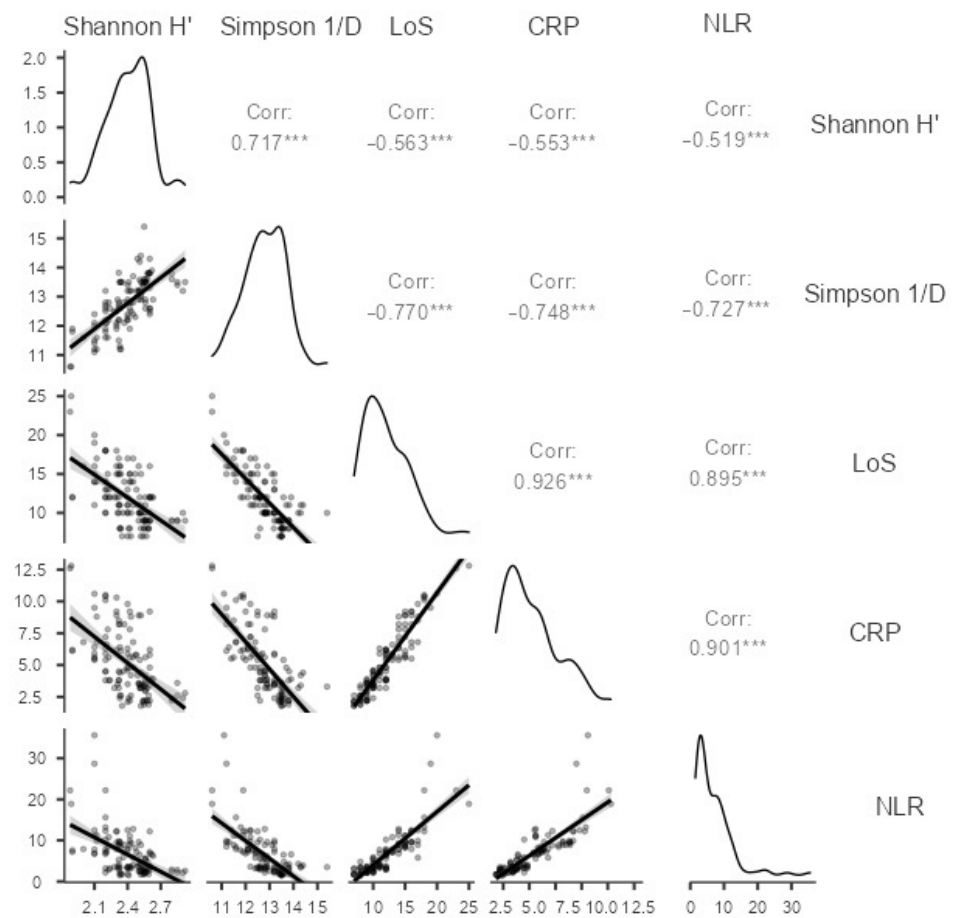 Shannon H' Simpson 1/D LoS CRP NLR
2.0
1.5
1.0
0.5
0.0
Corr: Corr: Corr: Corr:
0.717*** −0.563*** −0.553*** −0.519***
Shannon H'
15
14
13
12
11
Corr: Corr: Corr:
−0.770*** −0.748*** −0.727***
Simpson 1/D
25
20
15
10
Corr: Corr:
0.926*** 0.895***
LoS
12.5
10.0
7.5
5.0
2.5
Corr:
0.901***
CRP
30
20
10
0
NLR
2.1 2.4 2.7 11 12 13 14 15 10 15 20 25 2.5 5.0 7.5 10.0 12.5 0 10 20 30